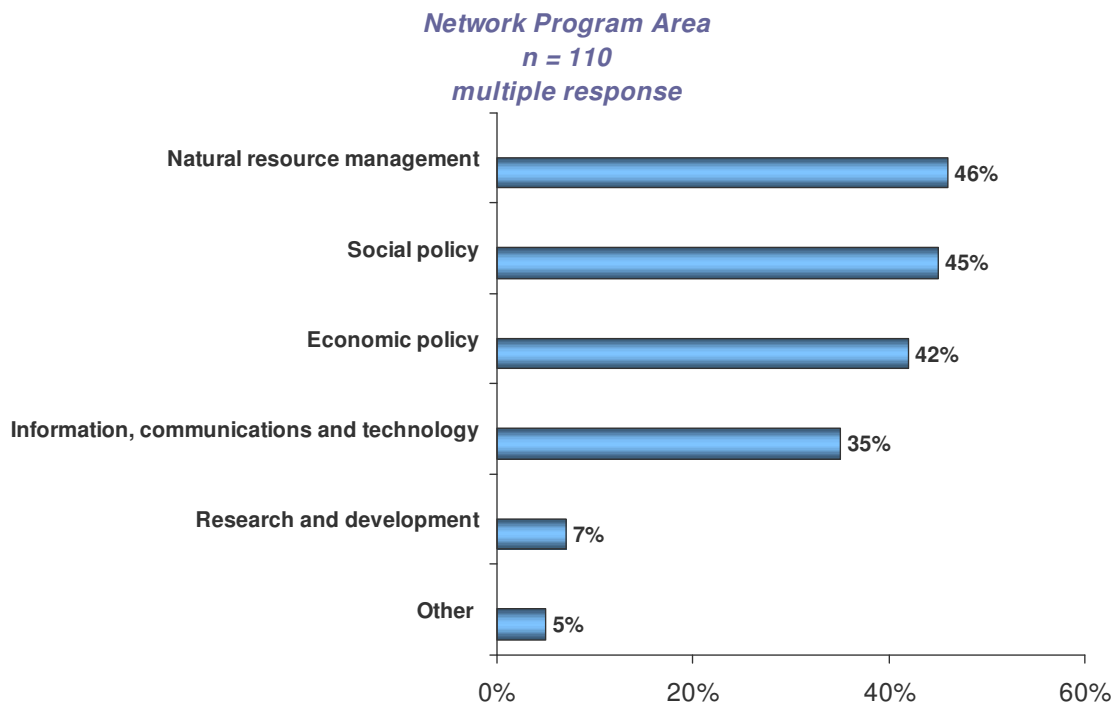 Network Program Area
n = 110
multiple response
Natural resource management
46%
Social policy
45%
Economic policy
42%
Information, communications and technology
35%
Research and development
7%
Other
5%
0%
20%
40%
60%